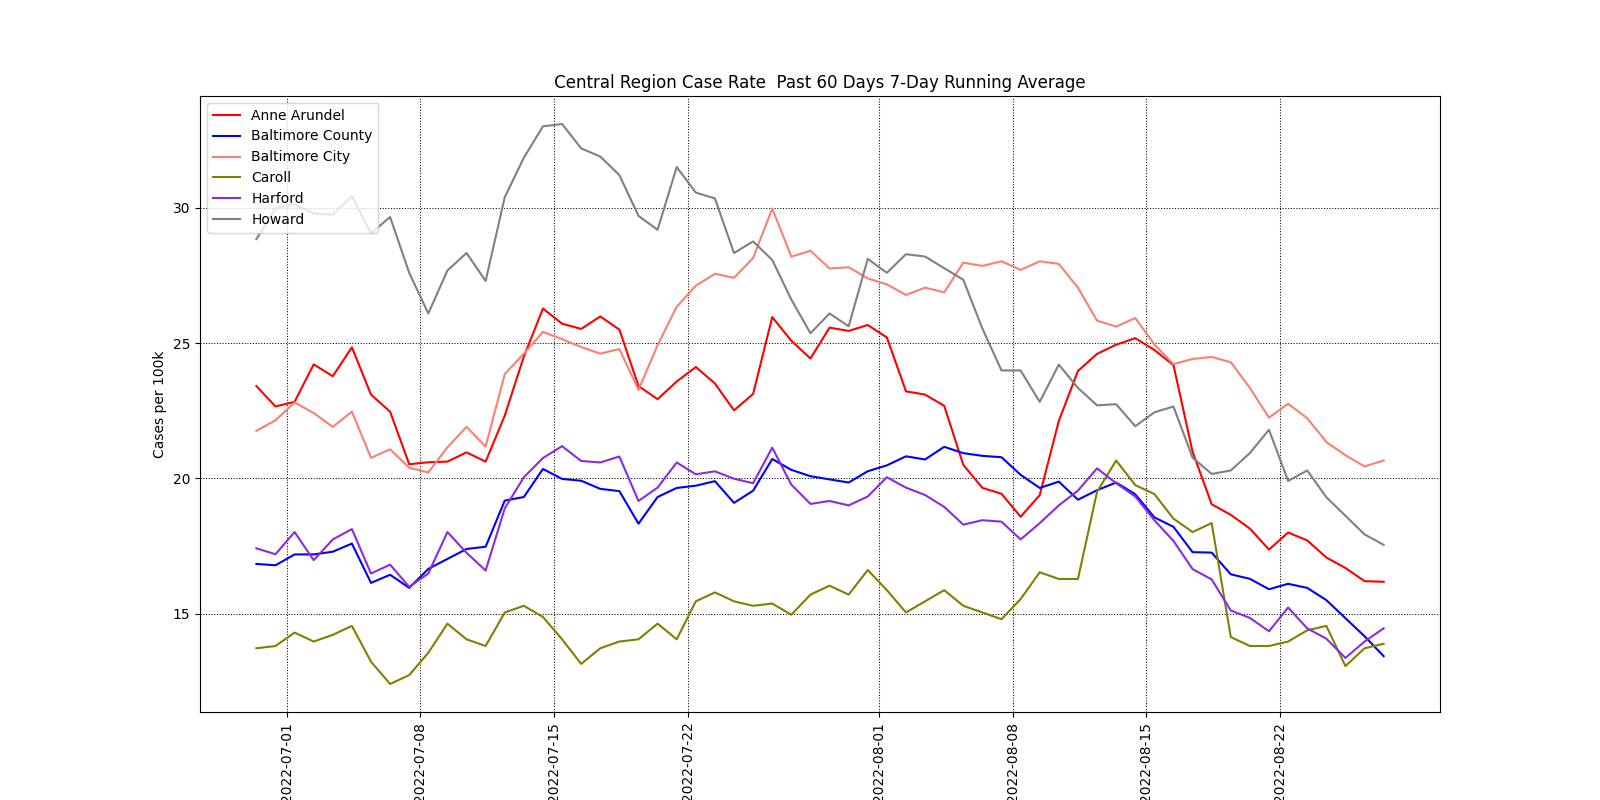 Central Region Case Rate  Past 60 Days 7-Day Running Average
Anne Arundel
Baltimore County
Baltimore City
Caroll
Harford
Howard
Cases per 100k
30
25
20
15
2022-07-01
2022-07-08
2022-07-15
2022-07-22
2022-08-01
2022-08-08
2022-08-15
2022-08-22